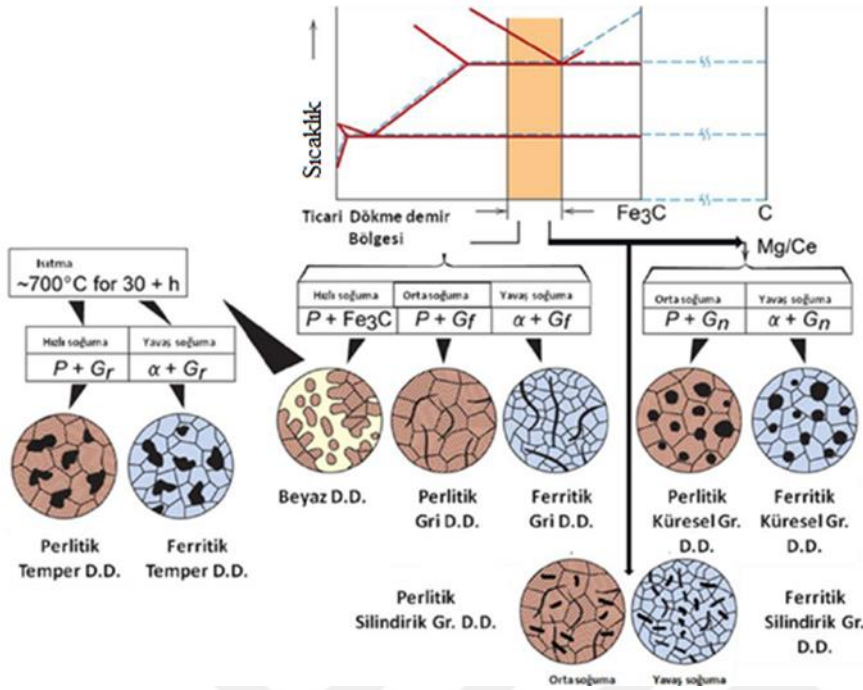 Sıcaklık
Ticari Dökme demir
Bölgesi
Fe3C
C
Mg/Ce
Isıtma
~700°C for 30 + h
Hızlı soğuma
Yavaş soğuma
P + Gr
α + Gr
Hızlı soğuma
Orta soğuma
Yavaş soğuma
P + Fe3C
P + Gf
α + Gf
Orta soğuma
Yavaş soğuma
P + Gn
α + Gn
Perlitik
Temper D.D.
Ferritik
Temper D.D.
Beyaz D.D.
Perlitik
Gri D.D.
Ferritik
Gri D.D.
Perlitik
Küresel Gr.
D.D.
Ferritik
Küresel Gr.
D.D.
Perlitik
Silindirik Gr. D.D.
Ferritik
Silindirik Gr.
D.D.
Orta soğuma
Yavaş soğuma